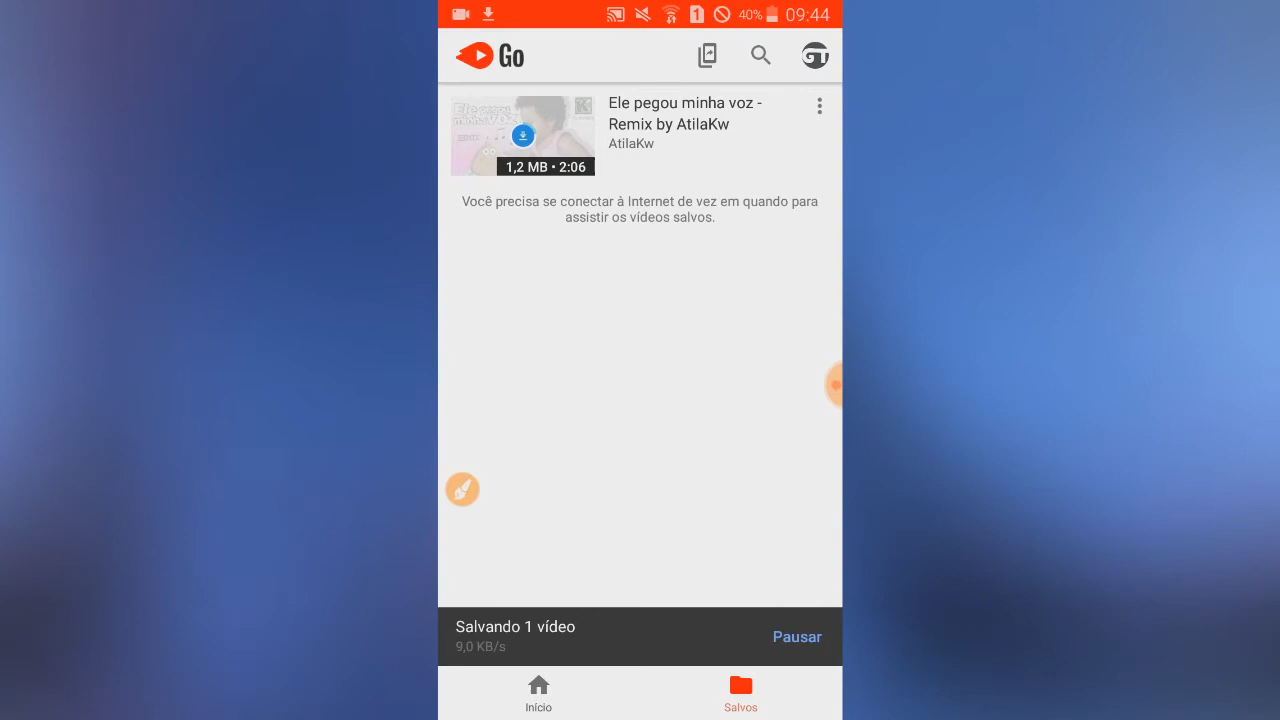 1
40%
09:44
Go
GT
Ele pegou minha voz -
Remix by AtilaKw
AtilaKw
1,2 MB • 2:06
Você precisa se conectar à Internet de vez em quando para
assistir os vídeos salvos.
Salvando 1 vídeo
9,0 KB/s
Pausar
Início
Salvos